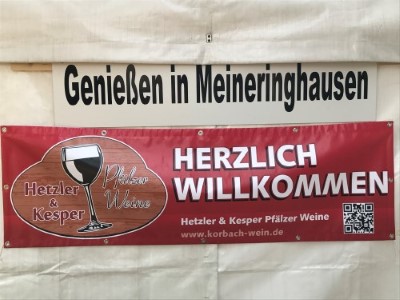 Genießen in Meineringhausen
Hetzler
& Kesper
Pfälzer
Weine
HERZLICH
WILLKOMMEN
Hetzler & Kesper Pfälzer Weine
www.korbach-wein.de